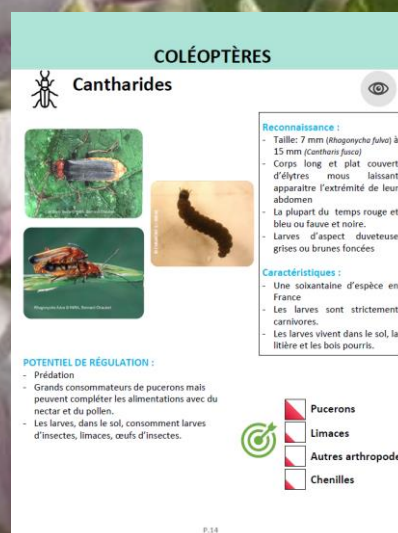 COLÉOPTÈRES
Cantharides
Reconnaissance :
- Taille: 7 mm (Rhagonycha fulva) à
15 mm (Cantharis fusca)
- Corps long et plat couvert
d'élytres mous laissant
apparaitre l'extrémité de leur
abdomen
- La plupart du temps rouge et
bleu ou fauve et noire.
- Larves d'aspect duveteuse
grises ou brunes foncées
Caractéristiques :
- Une soixantaine d'espèce en
France
- Les larves sont strictement
carnivores.
- Les larves vivent dans le sol, la
litière et les bois pourris.
POTENTIEL DE RÉGULATION :
- Prédation
- Grands consommateurs de pucerons mais
peuvent compléter les alimentations avec du
nectar et du pollen.
- Les larves, dans le sol, consomment larves
d'insectes, limaces, œufs d'insectes.
Pucerons
Limaces
Autres arthropode
Chenilles
P.14